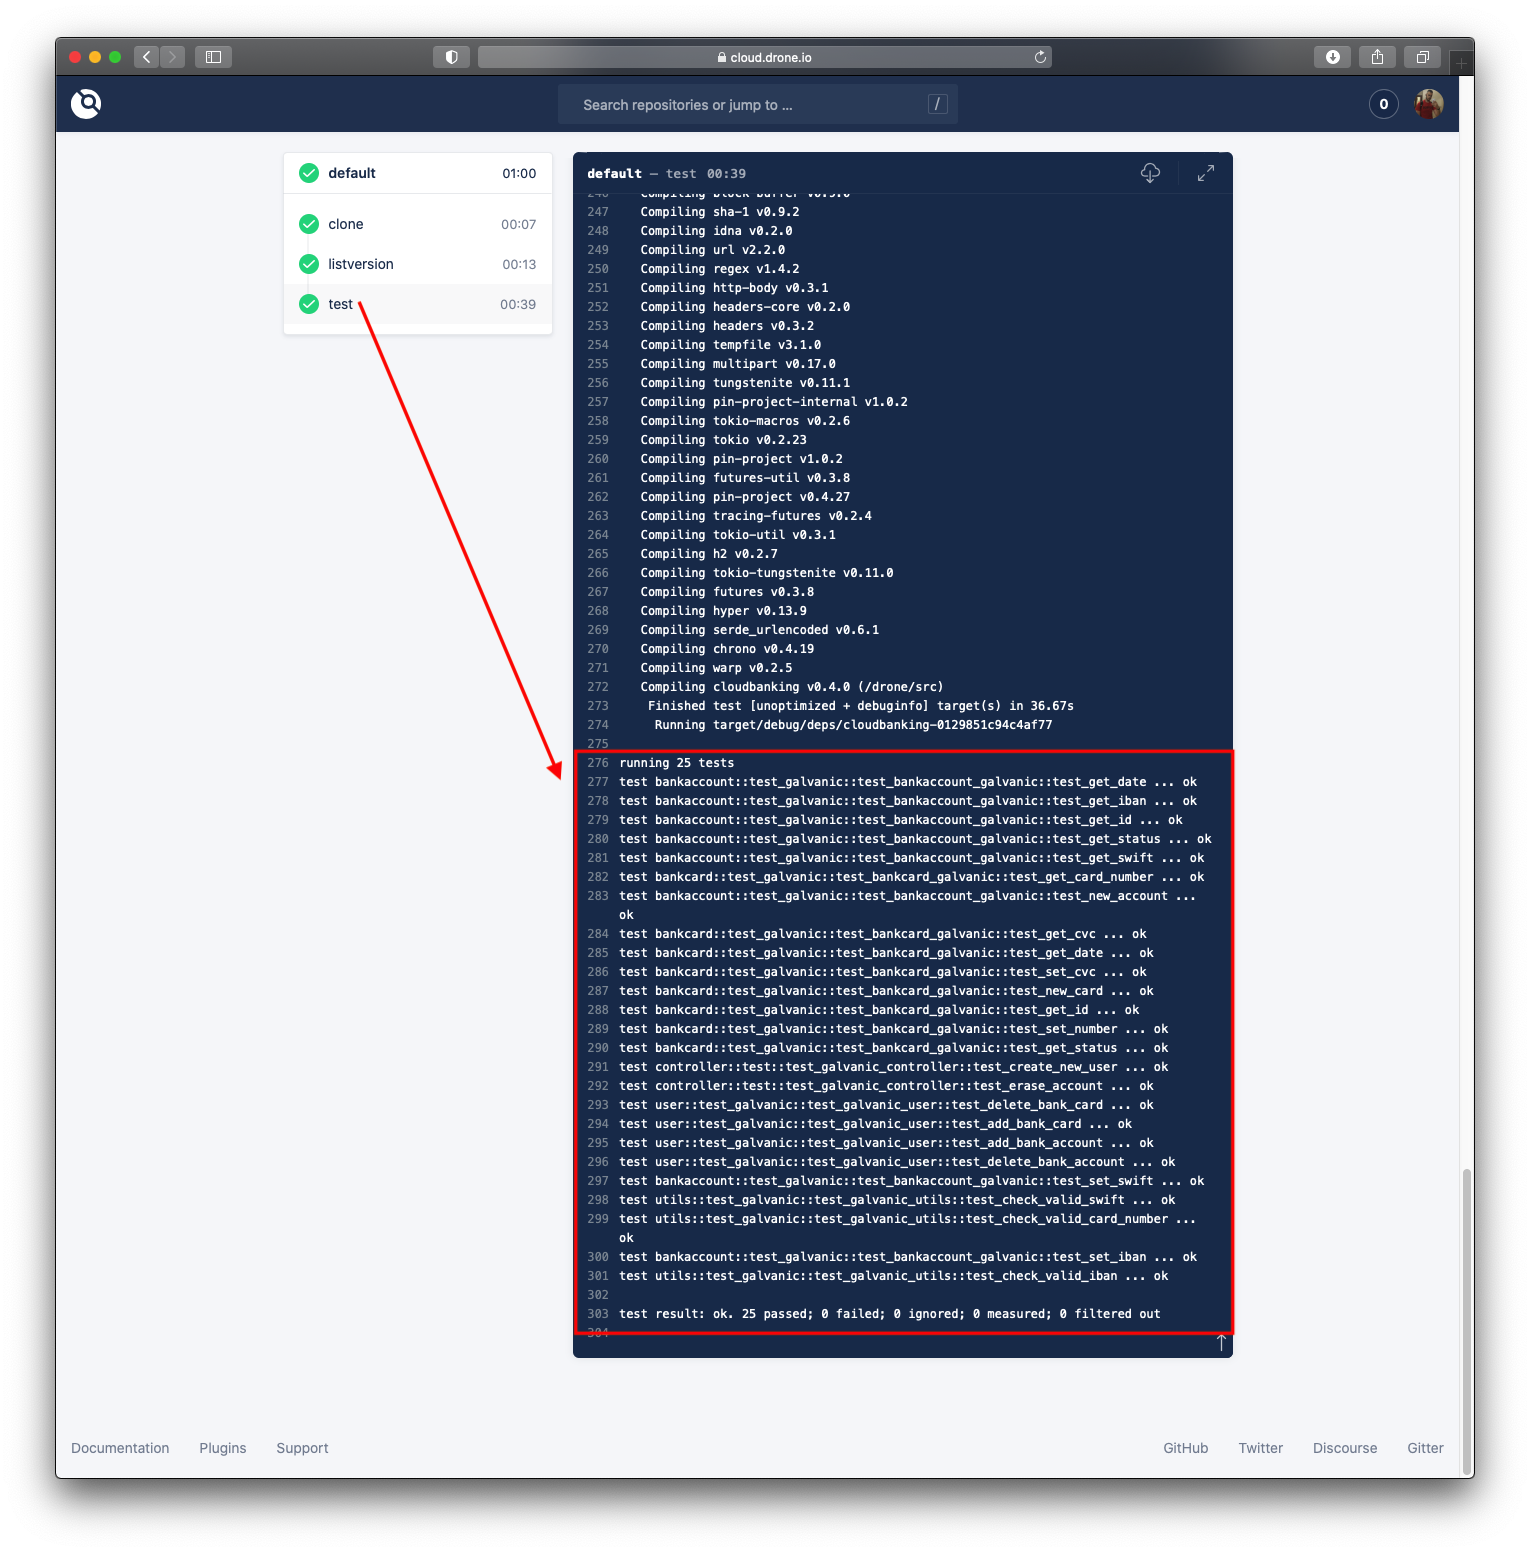 cloud.drone.io
Search repositories or jump to ... /
0
default 01:00
clone 00:07
listversion 00:13
test 00:39
default — test 00:39
246 Compiling block-buffer
247 Compiling sha-1 v0.9.2
248 Compiling idna v0.2.0
249 Compiling url v2.2.0
250 Compiling regex v1.4.2
251 Compiling http-body v0.3.1
252 Compiling headers-core v0.2.0
253 Compiling headers v0.3.2
254 Compiling tempfile v3.1.0
255 Compiling multipart v0.17.0
256 Compiling tungstenite v0.11.1
257 Compiling pin-project-internal v1.0.2
258 Compiling tokio-macros v0.2.6
259 Compiling tokio v0.2.23
260 Compiling pin-project v1.0.2
261 Compiling futures-util v0.3.8
262 Compiling pin-project v0.4.27
263 Compiling tracing-futures v0.2.4
264 Compiling tokio-util v0.3.1
265 Compiling h2 v0.2.7
266 Compiling tokio-tungstenite v0.11.0
267 Compiling futures v0.3.8
268 Compiling hyper v0.13.9
269 Compiling serde_urlencoded v0.6.1
270 Compiling chrono v0.4.19
271 Compiling warp v0.2.5
272 Compiling cloudbanking v0.4.0 (/drone/src)
273 Finished test [unoptimized + debuginfo] target(s) in 36.67s
274 Running target/debug/deps/cloudbanking-0129851c94c4af77
275
276 running 25 tests
277 test bankaccount::test_galvanic::test_bankaccount_galvanic::test_get_date ... ok
278 test bankaccount::test_galvanic::test_bankaccount_galvanic::test_get_iban ... ok
279 test bankaccount::test_galvanic::test_bankaccount_galvanic::test_get_id ... ok
280 test bankaccount::test_galvanic::test_bankaccount_galvanic::test_get_status ... ok
281 test bankaccount::test_galvanic::test_bankaccount_galvanic::test_get_swift ... ok
282 test bankcard::test_galvanic::test_bankcard_galvanic::test_get_card_number ... ok
283 test bankaccount::test_galvanic::test_bankaccount_galvanic::test_new_account ...
ok
284 test bankcard::test_galvanic::test_bankcard_galvanic::test_get_cvc ... ok
285 test bankcard::test_galvanic::test_bankcard_galvanic::test_get_date ... ok
286 test bankcard::test_galvanic::test_bankcard_galvanic::test_set_cvc ... ok
287 test bankcard::test_galvanic::test_bankcard_galvanic::test_new_card ... ok
288 test bankcard::test_galvanic::test_bankcard_galvanic::test_get_id ... ok
289 test bankcard::test_galvanic::test_bankcard_galvanic::test_set_number ... ok
290 test bankcard::test_galvanic::test_bankcard_galvanic::test_get_status ... ok
291 test controller::test::test_galvanic_controller::test_create_new_user ... ok
292 test controller::test::test_galvanic_controller::test_erase_account ... ok
293 test user::test_galvanic::test_galvanic_user::test_delete_bank_card ... ok
294 test user::test_galvanic::test_galvanic_user::test_add_bank_card ... ok
295 test user::test_galvanic::test_galvanic_user::test_add_bank_account ... ok
296 test user::test_galvanic::test_galvanic_user::test_delete_bank_account ... ok
297 test bankaccount::test_galvanic::test_bankaccount_galvanic::test_set_swift ... ok
298 test utils::test_galvanic::test_galvanic_utils::test_check_valid_swift ... ok
299 test utils::test_galvanic::test_galvanic_utils::test_check_valid_card_number ...
ok
300 test bankaccount::test_galvanic::test_bankaccount_galvanic::test_set_iban ... ok
301 test utils::test_galvanic::test_galvanic_utils::test_check_valid_iban ... ok
302
303 test result: ok. 25 passed; 0 failed; 0 ignored; 0 measured; 0 filtered out
304
Documentation Plugins Support GitHub Twitter Discourse Gitter